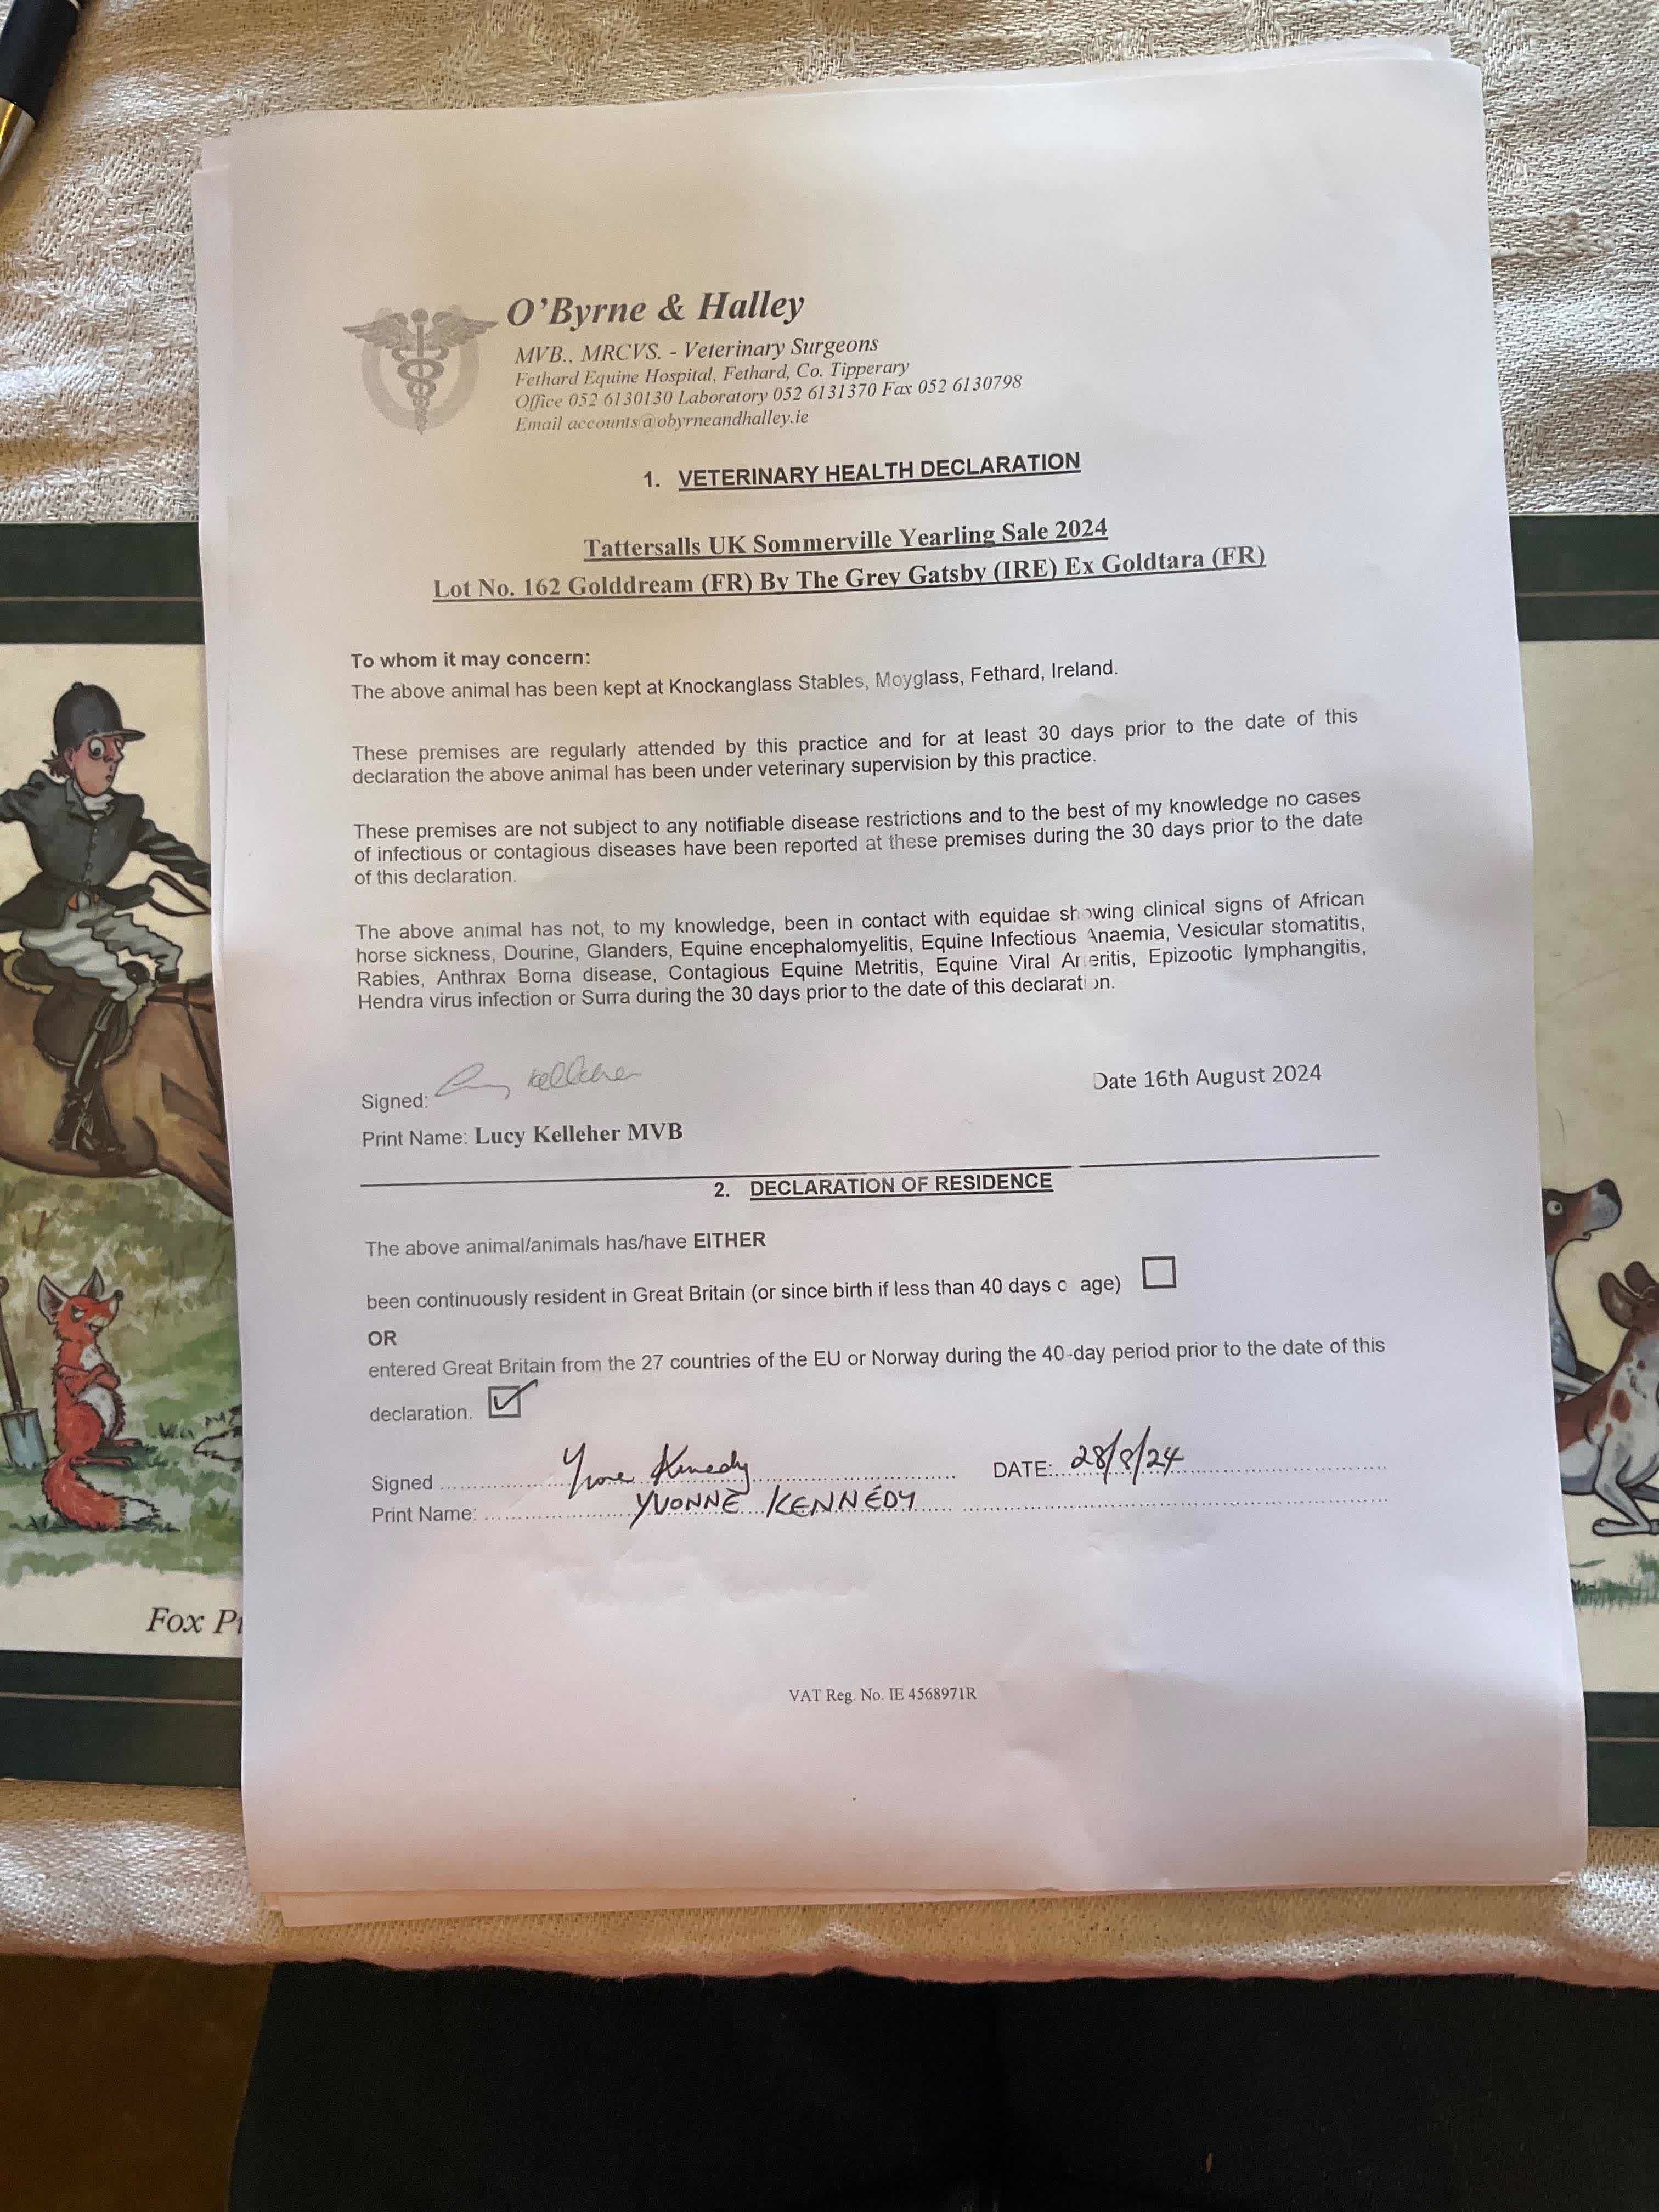 O'Byrne & Halley
MVB., MRCVS. - Veterinary Surgeons
Fethard Equine Hospital, Fethard, Co. Tipperary
Office 052 6130130 Laboratory 052 6131370 Fax 052 6130798
Email accounts@obyrneandhalley.ie
1. VETERINARY HEALTH DECLARATION
Tattersalls UK Sommerville Yearling Sale 2024
Lot No. 162 Golddream (FR) By The Grey Gatsby (IRE) Ex Goldtara (FR)
To whom it may concern:
The above animal has been kept at Knockanglass Stables, Moyglass, Fethard, Ireland.
These premises are regularly attended by this practice and for at least 30 days prior to the date of this
declaration the above animal has been under veterinary supervision by this practice.
These premises are not subject to any notifiable disease restrictions and to the best of my knowledge no cases
of infectious or contagious diseases have been reported at these premises during the 30 days prior to the date
of this declaration.
The above animal has not, to my knowledge, been in contact with equidae showing clinical signs of African
horse sickness, Dourine, Glanders, Equine encephalomyelitis, Equine Infectious Anaemia, Vesicular stomatitis,
Rabies, Anthrax Borna disease, Contagious Equine Metritis, Equine Viral Ar eritis, Epizootic lymphangitis,
Hendra virus infection or Surra during the 30 days prior to the date of this declaration.
Signed: Lucy Kelleher Date 16th August 2024
Print Name: Lucy Kelleher MVB
2. DECLARATION OF RESIDENCE
The above animal/animals has/have EITHER
been continuously resident in Great Britain (or since birth if less than 40 days o age)
OR
entered Great Britain from the 27 countries of the EU or Norway during the 40-day period prior to the date of this
declaration.
Signed Yvonne Kennedy DATE: 28/8/24
Print Name: YVONNE KENNEDY
VAT Reg. No. IE 4568971R
Fox